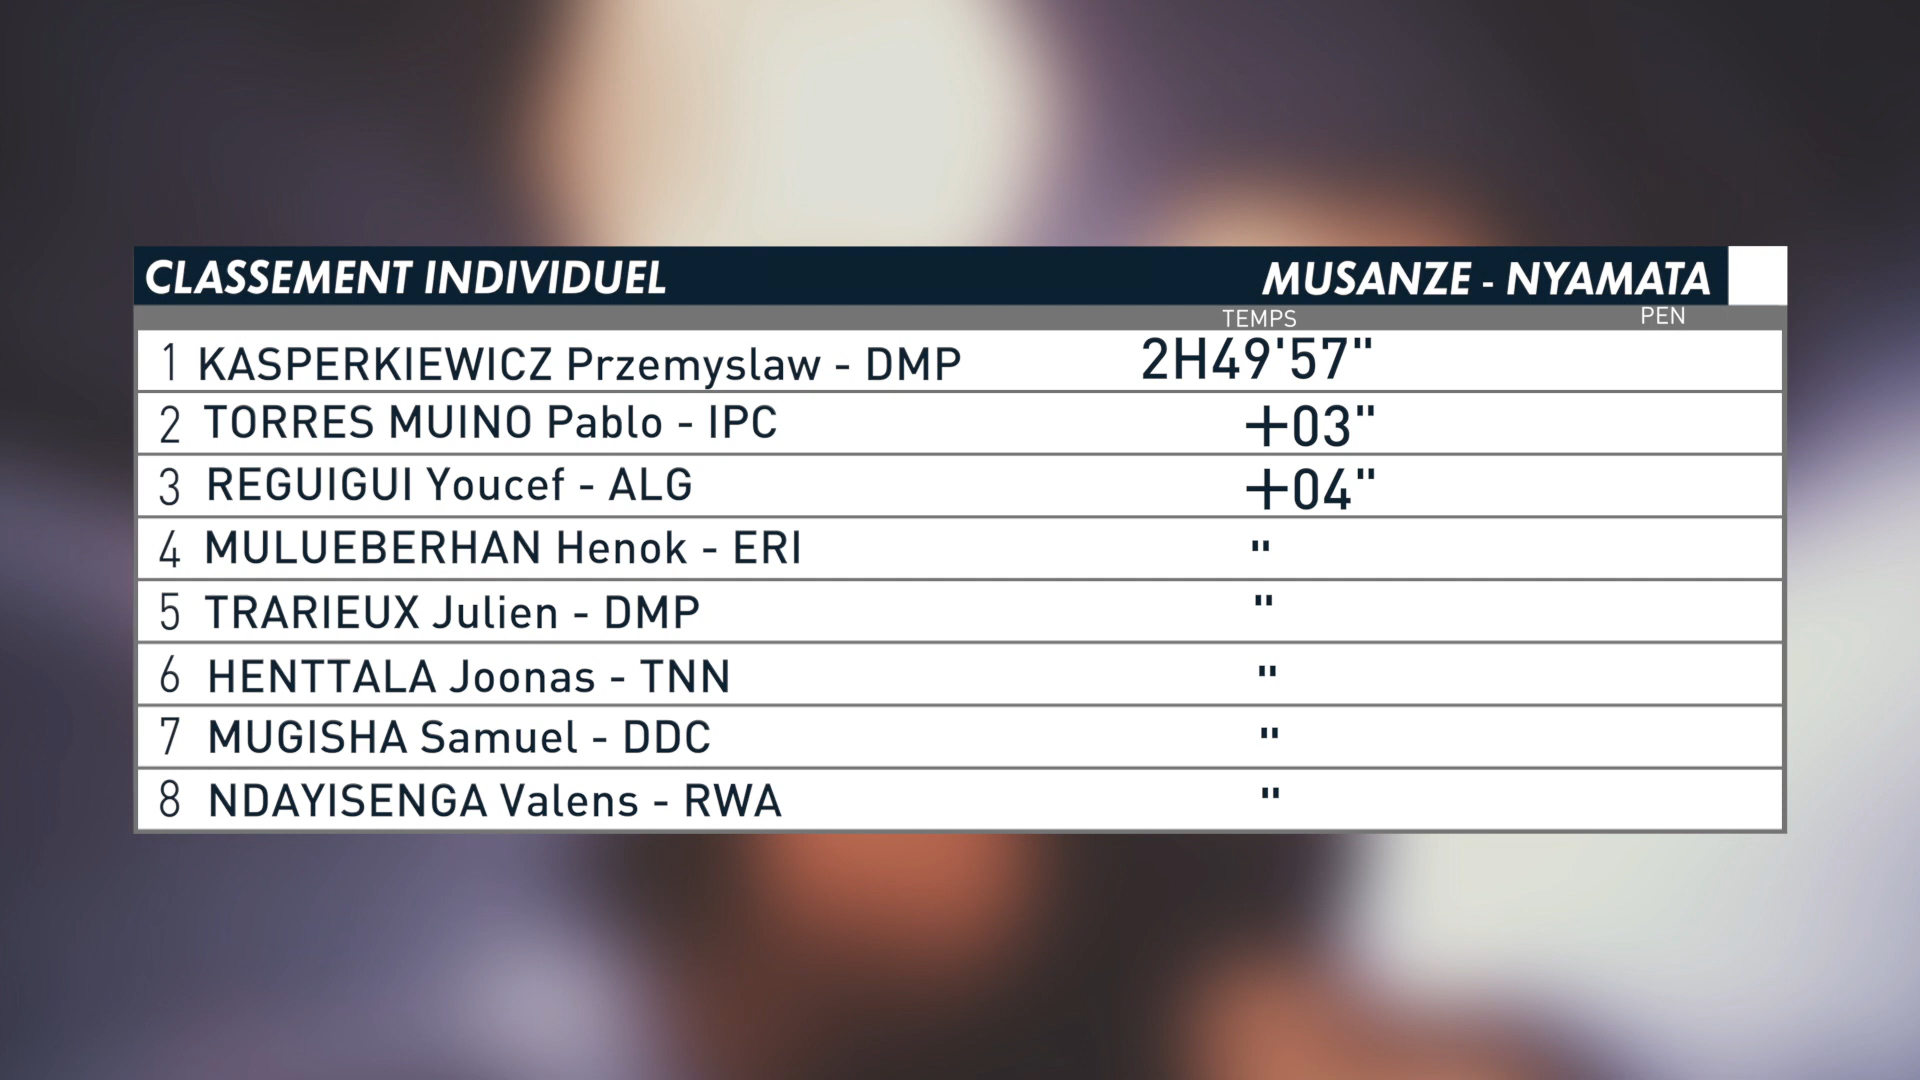 CLASSEMENT INDIVIDUEL MUSANZE - NYAMATA
TEMPS PEN
1 KASPERKIEWICZ Przemyslaw - DMP 2H49'57"
2 TORRES MUINO Pablo - IPC +03"
3 REGUIGUI Youcef - ALG +04"
4 MULUEBERHAN Henok - ERI "
5 TRARIEUX Julien - DMP "
6 HENTTALA Joonas - TNN "
7 MUGISHA Samuel - DDC "
8 NDAYISENGA Valens - RWA "